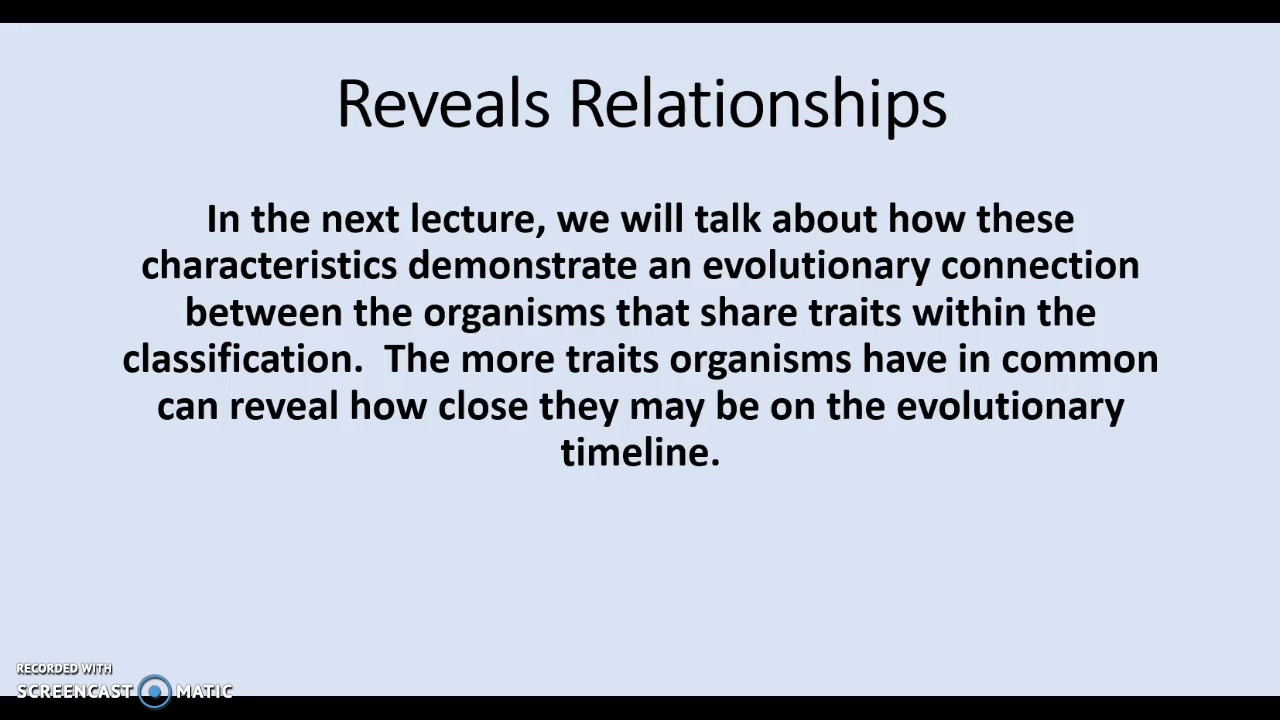 Reveals Relationships
In the next lecture, we will talk about how these
characteristics demonstrate an evolutionary connection
between the organisms that share traits within the
classification.  The more traits organisms have in common
can reveal how close they may be on the evolutionary
timeline.
RECORDED WITH
SCREENCAST MATIC